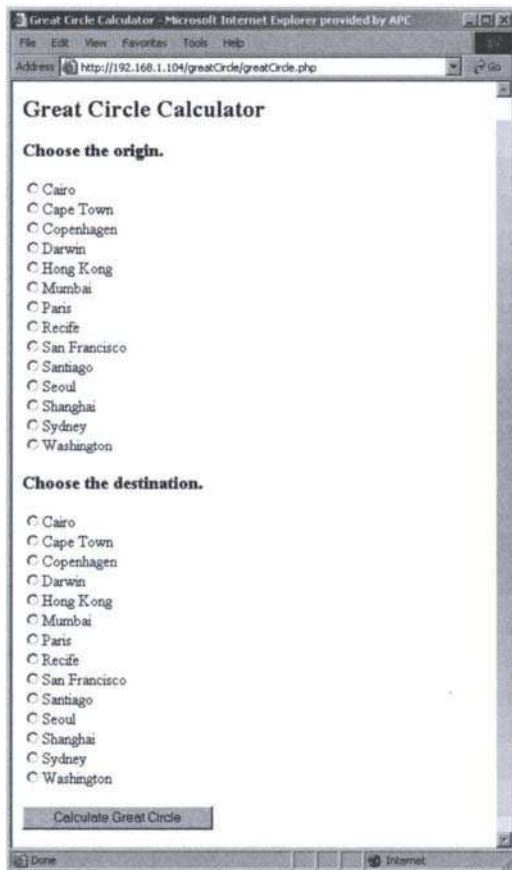 Great Circle Calculator - Microsoft Internet Explorer provided by APC
File Edit View Favorites Tools Help
Address http://192.168.1.104/greatCircle/greatCircle.php Go
Great Circle Calculator
Choose the origin.
Cairo
Cape Town
Copenhagen
Darwin
Hong Kong
Mumbai
Paris
Recife
San Francisco
Santiago
Seoul
Shanghai
Sydney
Washington
Choose the destination.
Cairo
Cape Town
Copenhagen
Darwin
Hong Kong
Mumbai
Paris
Recife
San Francisco
Santiago
Seoul
Shanghai
Sydney
Washington
Calculate Great Circle
Done Internet